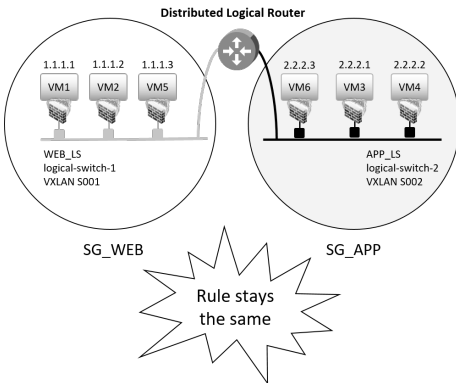 Distributed Logical Router
1.1.1.1 1.1.1.2 1.1.1.3
2.2.2.3 2.2.2.1 2.2.2.2
VM1 VM2 VM5
VM6 VM3 VM4
WEB_LS
logical-switch-1
VXLAN S001
APP_LS
logical-switch-2
VXLAN S002
SG_WEB
SG_APP
Rule stays
the same